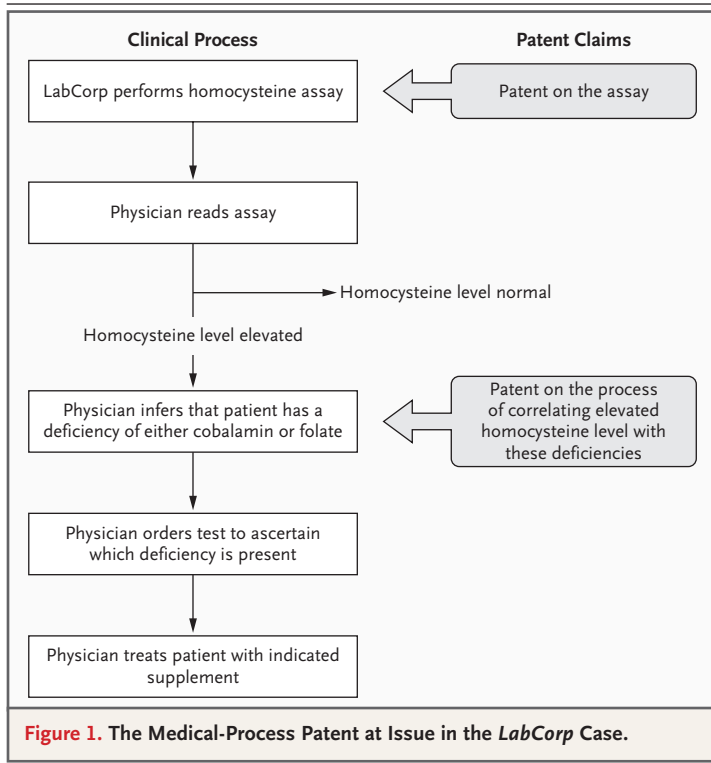 Clinical Process
Patent Claims
LabCorp performs homocysteine assay
Patent on the assay
Physician reads assay
Homocysteine level normal
Homocysteine level elevated
Physician infers that patient has a
deficiency of either cobalamin or folate
Patent on the process
of correlating elevated
homocysteine level with
these deficiencies
Physician orders test to ascertain
which deficiency is present
Physician treats patient with indicated
supplement
Figure 1. The Medical-Process Patent at Issue in the LabCorp Case.